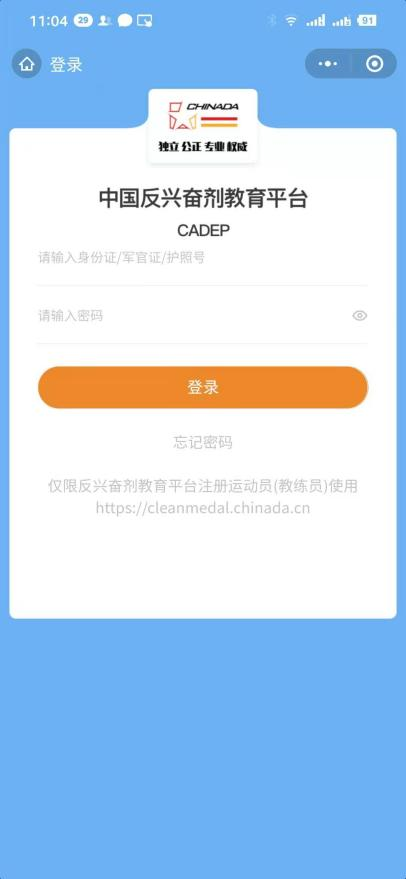 11:04 29 91
登录
CHINADA
独立 公正 专业 权威
中国反兴奋剂教育平台
CADEP
请输入身份证/军官证/护照号
请输入密码
登录
忘记密码
仅限反兴奋剂教育平台注册运动员(教练员)使用
https://cleanmedal.chinada.cn